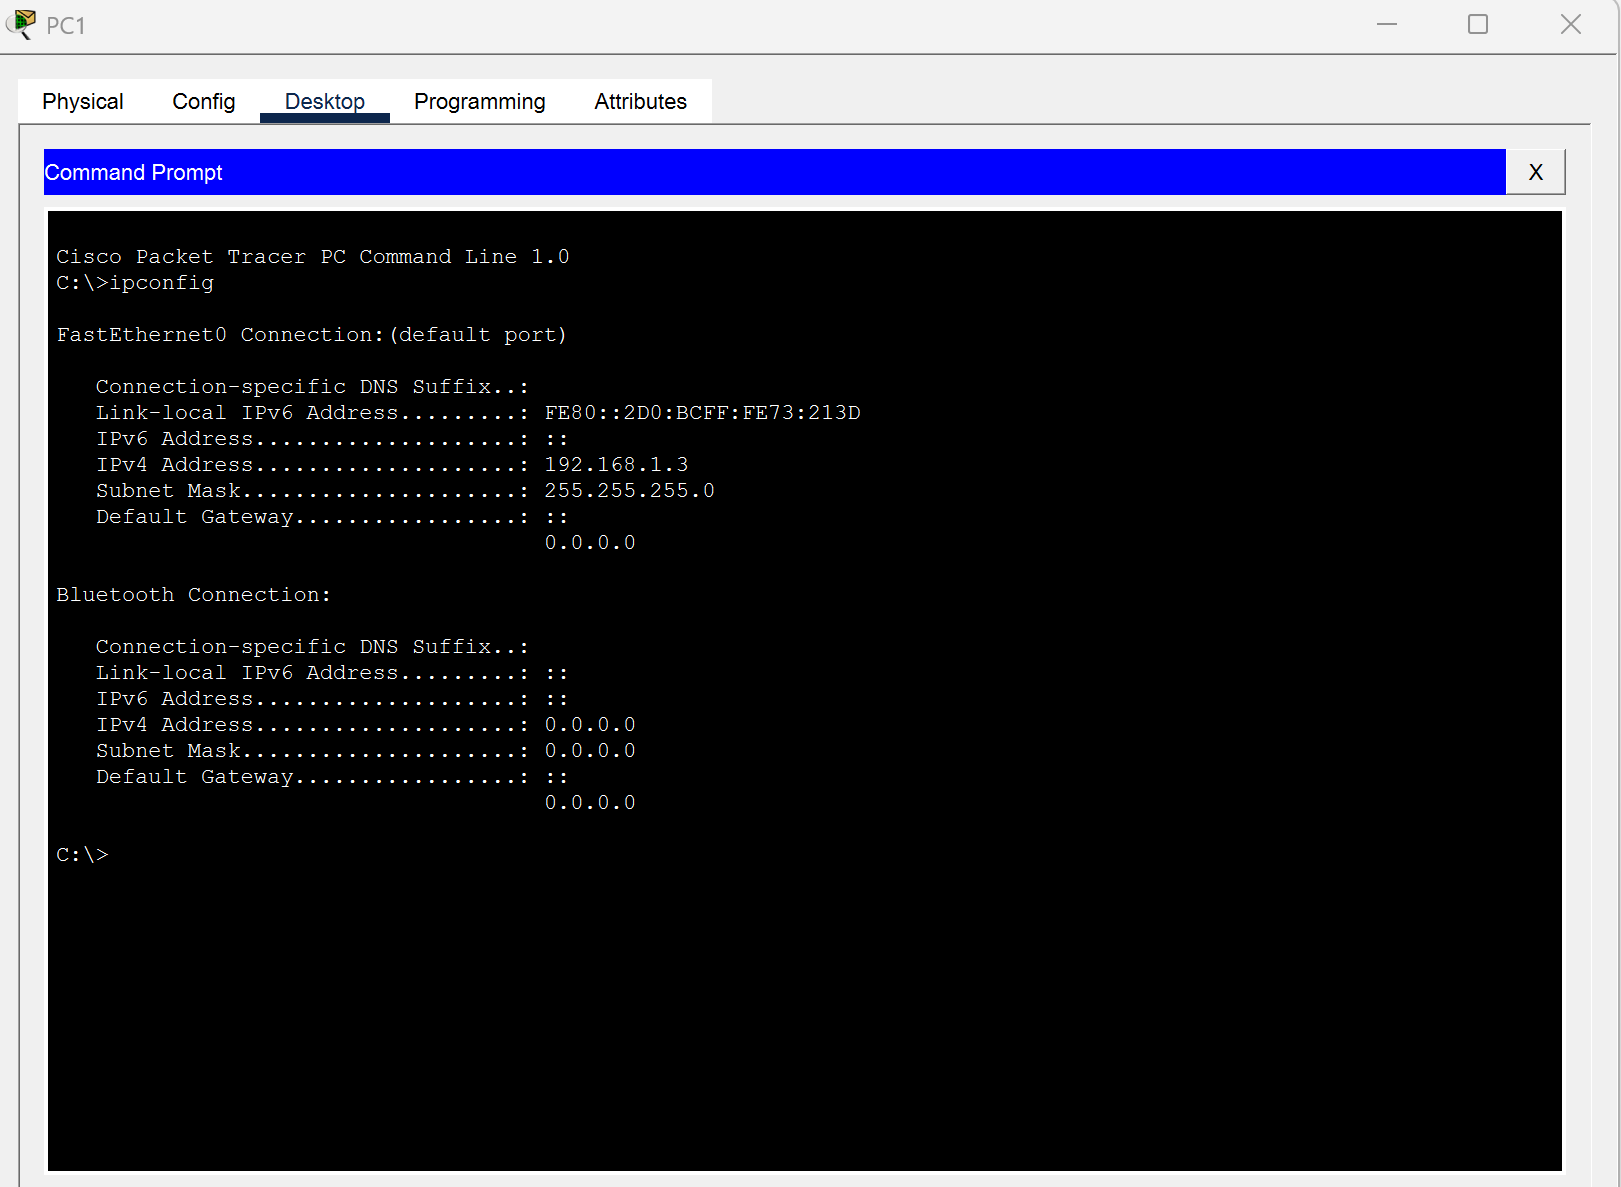 PC1
Physical Config Desktop Programming Attributes
Command Prompt X
Cisco Packet Tracer PC Command Line 1.0
C:\>ipconfig
FastEthernet0 Connection:(default port)
Connection-specific DNS Suffix..:
Link-local IPv6 Address.........: FE80::2D0:BCFF:FE73:213D
IPv6 Address....................: ::
IPv4 Address....................: 192.168.1.3
Subnet Mask.....................: 255.255.255.0
Default Gateway.................: ::
0.0.0.0
Bluetooth Connection:
Connection-specific DNS Suffix..:
Link-local IPv6 Address.........: ::
IPv6 Address....................: ::
IPv4 Address....................: 0.0.0.0
Subnet Mask.....................: 0.0.0.0
Default Gateway.................: ::
0.0.0.0
C:\>